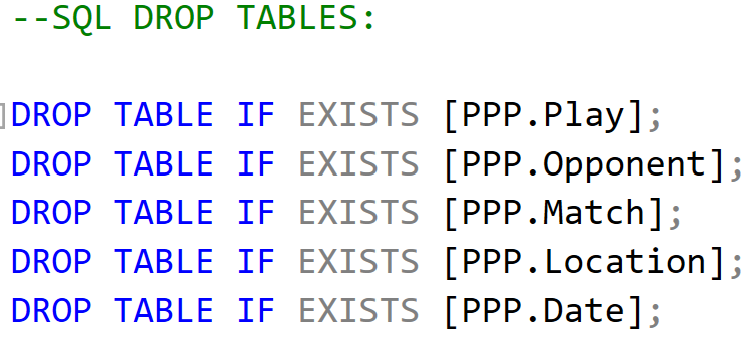 --SQL DROP TABLES:
DROP TABLE IF EXISTS [PPP.Play];
DROP TABLE IF EXISTS [PPP.Opponent];
DROP TABLE IF EXISTS [PPP.Match];
DROP TABLE IF EXISTS [PPP.Location];
DROP TABLE IF EXISTS [PPP.Date];